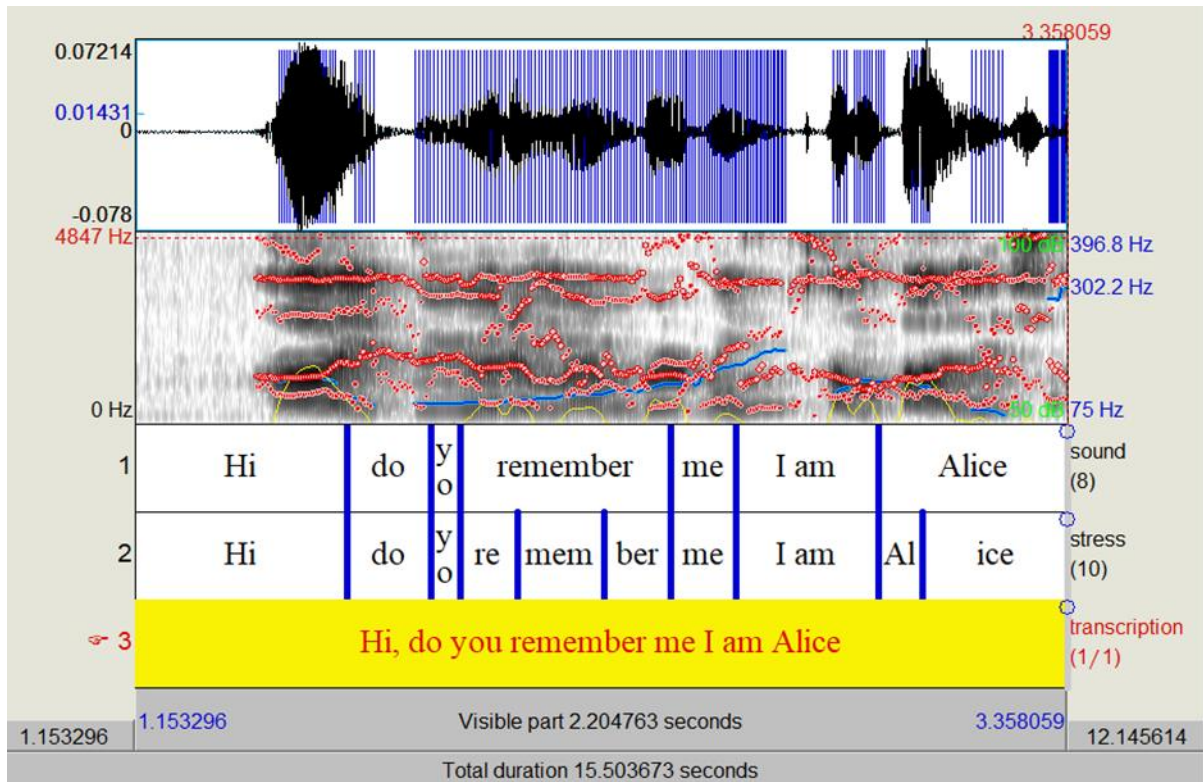 3.358059
0.07214
0.01431
0
-0.078
4847 Hz
100 dB
396.8 Hz
302.2 Hz
0 Hz
50 dB
75 Hz
1
Hi
do
yo
remember
me
I am
Alice
sound
(8)
2
Hi
do
yo
re
mem
ber
me
I am
Al
ice
stress
(10)
3
Hi, do you remember me I am Alice
transcription
(1/1)
1.153296
Visible part 2.204763 seconds
3.358059
1.153296
12.145614
Total duration 15.503673 seconds